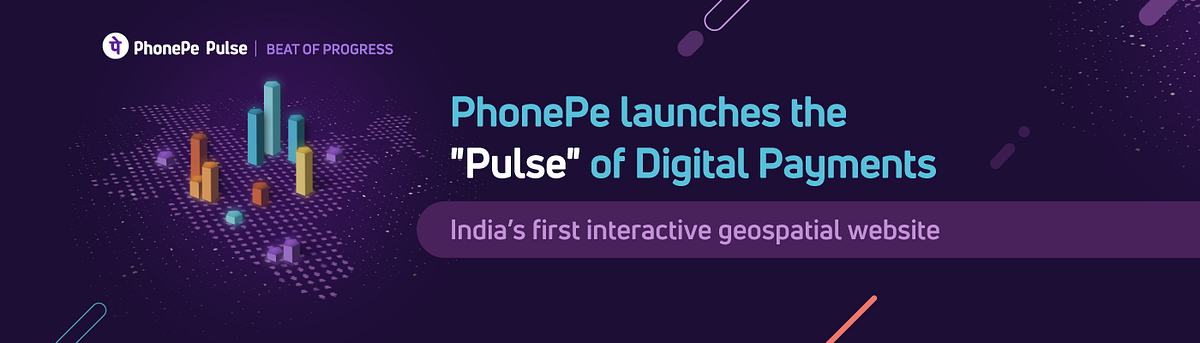 पे PhonePe Pulse | BEAT OF PROGRESS
PhonePe launches the
"Pulse" of Digital Payments
India's first interactive geospatial website